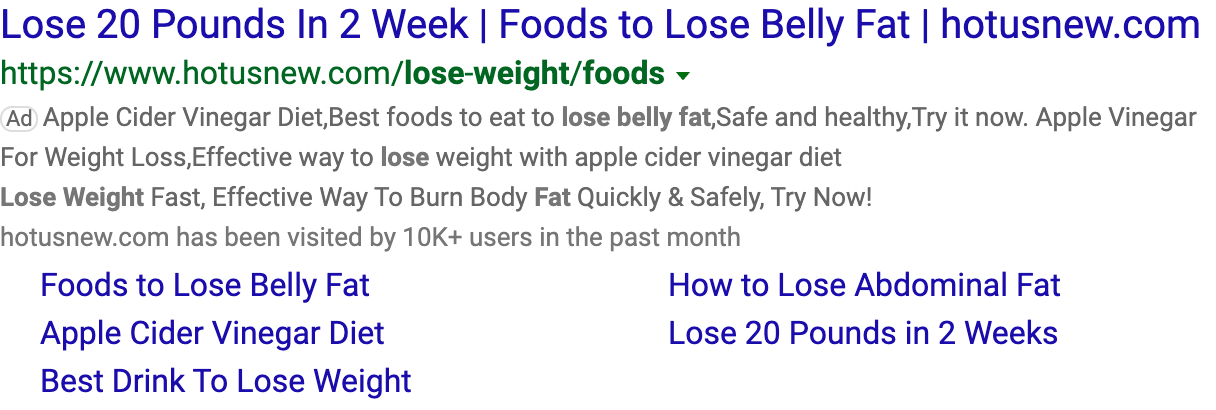 Lose 20 Pounds In 2 Week | Foods to Lose Belly Fat | hotusnew.com
https://www.hotusnew.com/lose-weight/foods
Ad Apple Cider Vinegar Diet,Best foods to eat to lose belly fat,Safe and healthy,Try it now. Apple Vinegar
For Weight Loss,Effective way to lose weight with apple cider vinegar diet
Lose Weight Fast, Effective Way To Burn Body Fat Quickly & Safely, Try Now!
hotusnew.com has been visited by 10K+ users in the past month
Foods to Lose Belly Fat
How to Lose Abdominal Fat
Apple Cider Vinegar Diet
Lose 20 Pounds in 2 Weeks
Best Drink To Lose Weight